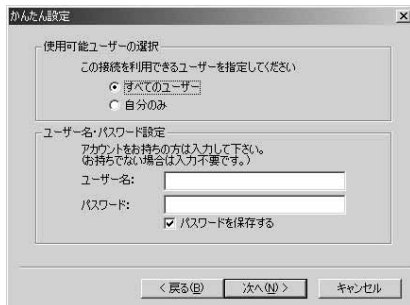 かんたん設定
使用可能ユーザーの選択
この接続を利用できるユーザーを指定してください
すべてのユーザー
自分のみ
ユーザー名・パスワード設定
アカウントをお持ちの方は入力して下さい。
(お持ちでない場合は入力不要です。)
ユーザー名:
パスワード:
パスワードを保存する
< 戻る(B) 次へ(N) > キャンセル